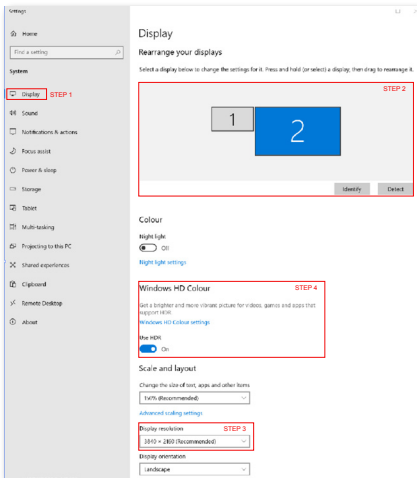 Settings
Home
Find a setting
System
Display
STEP 1
Sound
Notifications & actions
Focus assist
Power & sleep
Storage
Tablet
Multi-tasking
Projecting to this PC
Shared experiences
Clipboard
Remote Desktop
About
Display
Rearrange your displays
Select a display below to change the settings for it. Press and hold (or select) a display, then drag to rearrange it.
STEP 2
1
2
Identify
Detect
Colour
Night light
Off
Night light settings
Windows HD Colour
STEP 4
Get a brighter and more vibrant picture for videos, games and apps that
support HDR.
Windows HD Colour settings
Use HDR
On
Scale and layout
Change the size of text, apps and other items
150% (Recommended)
Advanced scaling settings
Display resolution
STEP 3
3840 × 2160 (Recommended)
Display orientation
Landscape